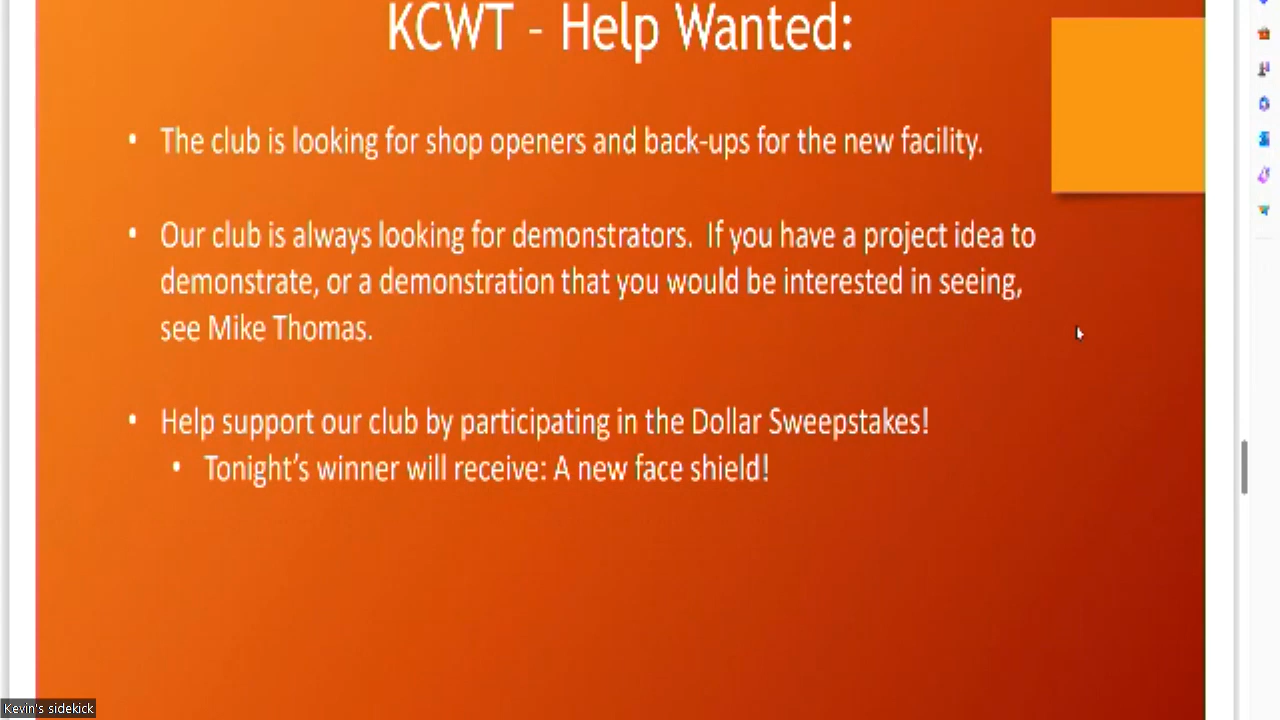 KCWT - Help Wanted:
• The club is looking for shop openers and back-ups for the new facility.
• Our club is always looking for demonstrators.  If you have a project idea to
demonstrate, or a demonstration that you would be interested in seeing,
see Mike Thomas.
• Help support our club by participating in the Dollar Sweepstakes!
• Tonight's winner will receive: A new face shield!
Kevin's sidekick